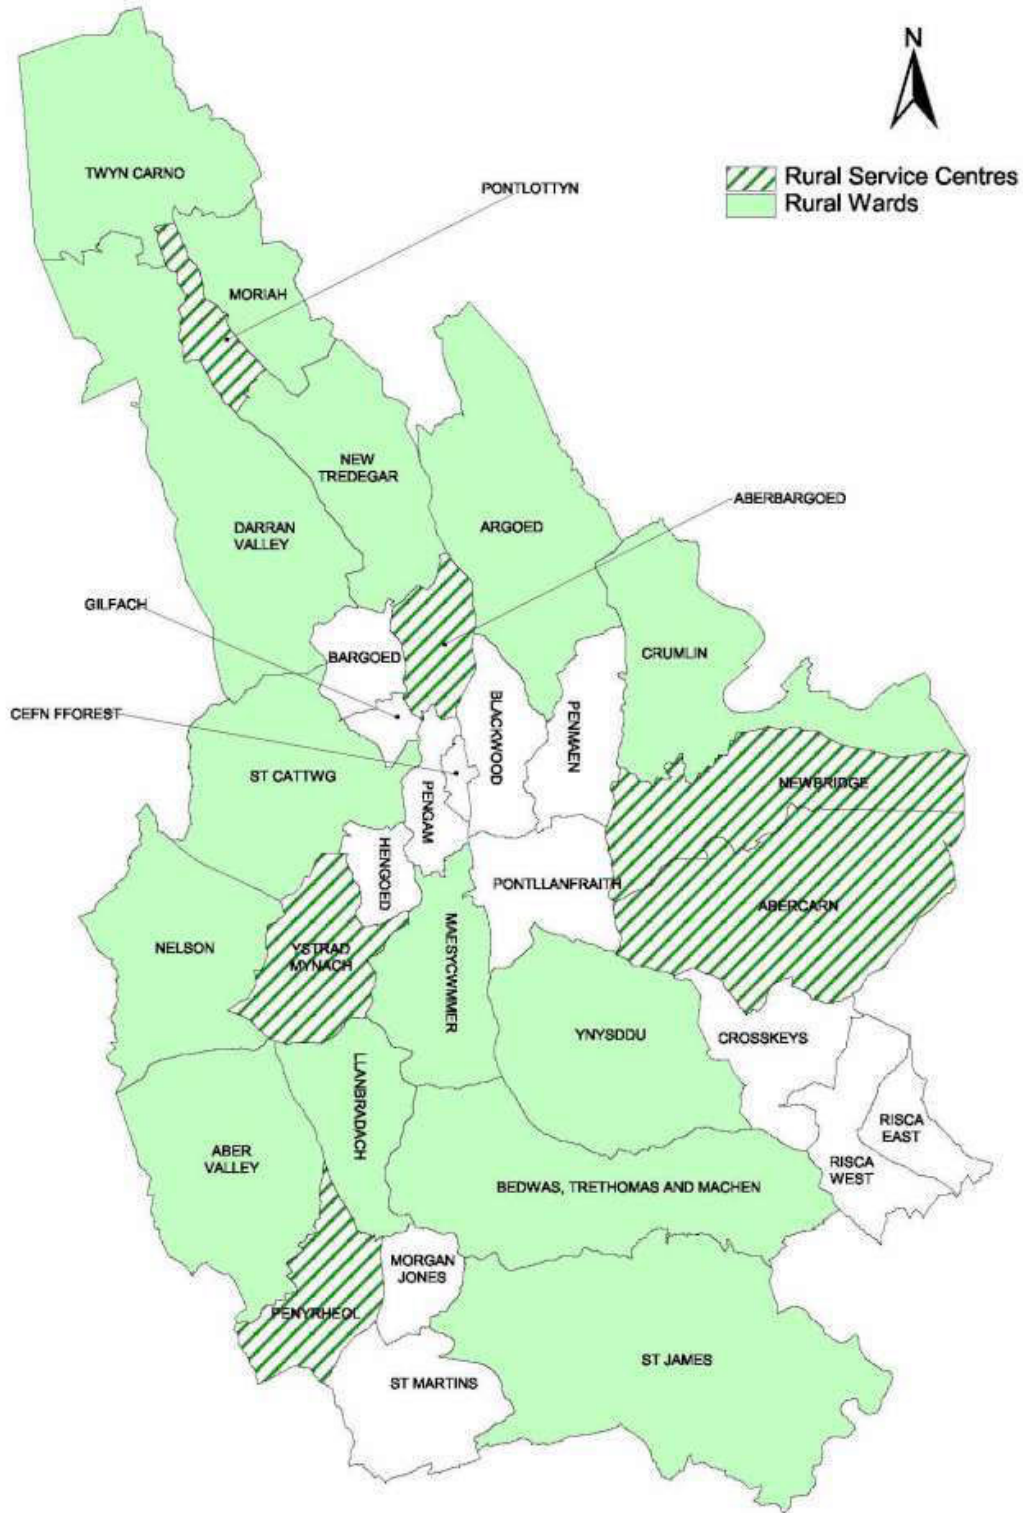 N
Rural Service Centres
Rural Wards
TWYN CARNO
PONTLOTTYN
MORIAH
NEW
TREDEGAR
ABERBARGOED
DARRAN
VALLEY
ARGOED
GILFACH
BARGOED
CRUMLIN
CEFN FFOREST
BLACKWOOD
PENMAEN
ST CATTWG
PENGAM
NEWBRIDGE
HENGOED
PONTLLANFRAITH
ABERCARN
NELSON
YSTRAD
MYNACH
MAESYCWMMER
YNYSDDU
CROSSKEYS
LLANBRADACH
RISCA
EAST
ABER
VALLEY
RISCA
WEST
BEDWAS, TRETHOMAS AND MACHEN
MORGAN
JONES
PENYRHEOL
ST JAMES
ST MARTINS